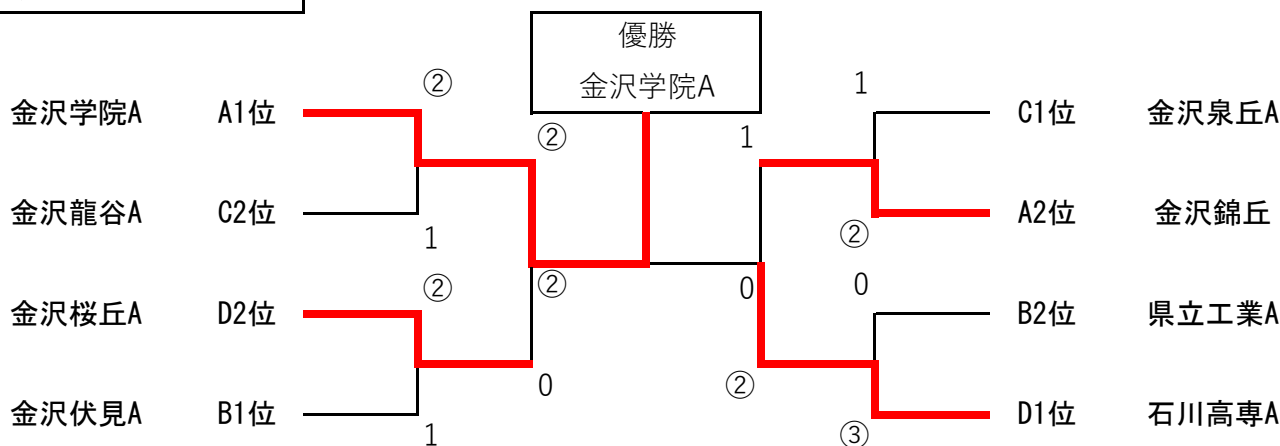 優勝
金沢学院A
② 1
金沢学院A A1位 C1位 金沢泉丘A
② 1
金沢龍谷A C2位 A2位 金沢錦丘
1 ②
② ② 0 0
金沢桜丘A D2位 B2位 県立工業A
0 ②
金沢伏見A B1位 D1位 石川高専A
1 ③